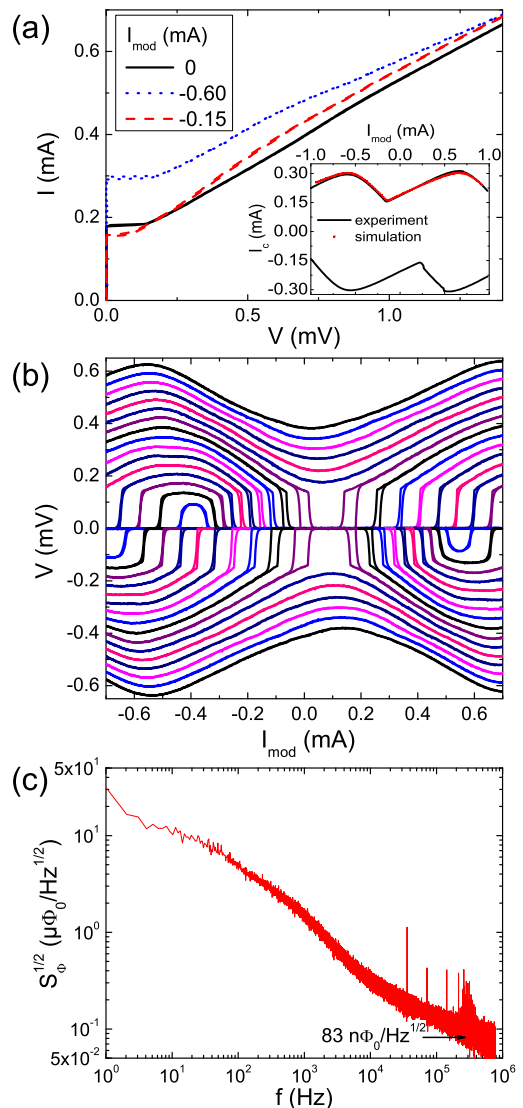 (a)
I_mod (mA)
0
-0.60
-0.15
0.6
0.4
0.2
0.0
I (mA)
0.5
1.0
V (mV)
I_mod (mA)
-1.0 -0.5 0.0 0.5 1.0
0.30
0.15
0.00
-0.15
-0.30
I_c (mA)
experiment
simulation
(b)
0.6
0.4
0.2
0.0
-0.2
-0.4
-0.6
V (mV)
-0.6 -0.4 -0.2 0.0 0.2 0.4 0.6
I_mod (mA)
(c)
5x10^1
10^1
10^0
10^-1
5x10^-2
S_Φ^1/2 (μΦ_0/Hz^1/2)
83 nΦ_0/Hz^1/2)
10^0 10^1 10^2 10^3 10^4 10^5 10^6
f (Hz)